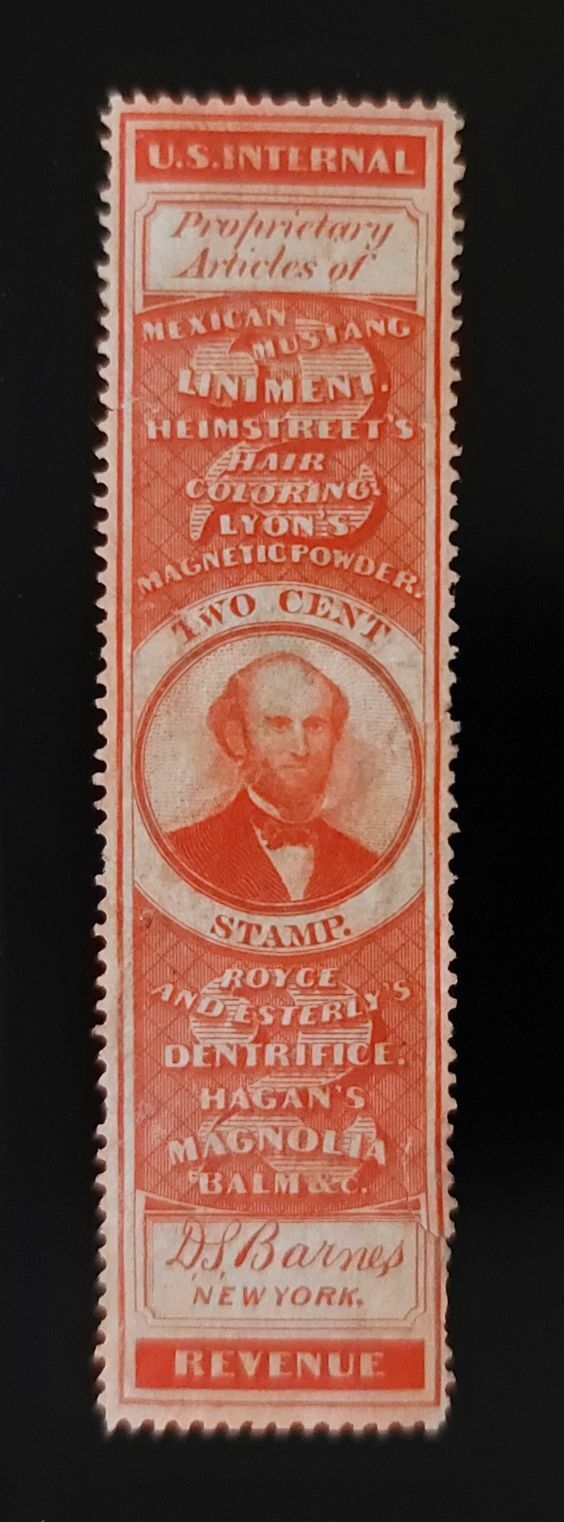 U.S. INTERNAL
Proprietary
Articles of
MEXICAN
MUSTANG
LINIMENT.
HEIMSTREET'S
HAIR
COLORING.
LYON'S
MAGNETIC POWDER.
TWO CENT
STAMP.
ROYCE
AND ESTERLY'S
DENTRIFICE.
HAGAN'S
MAGNOLIA
BALM &C.
D S Barnes
NEW YORK.
REVENUE